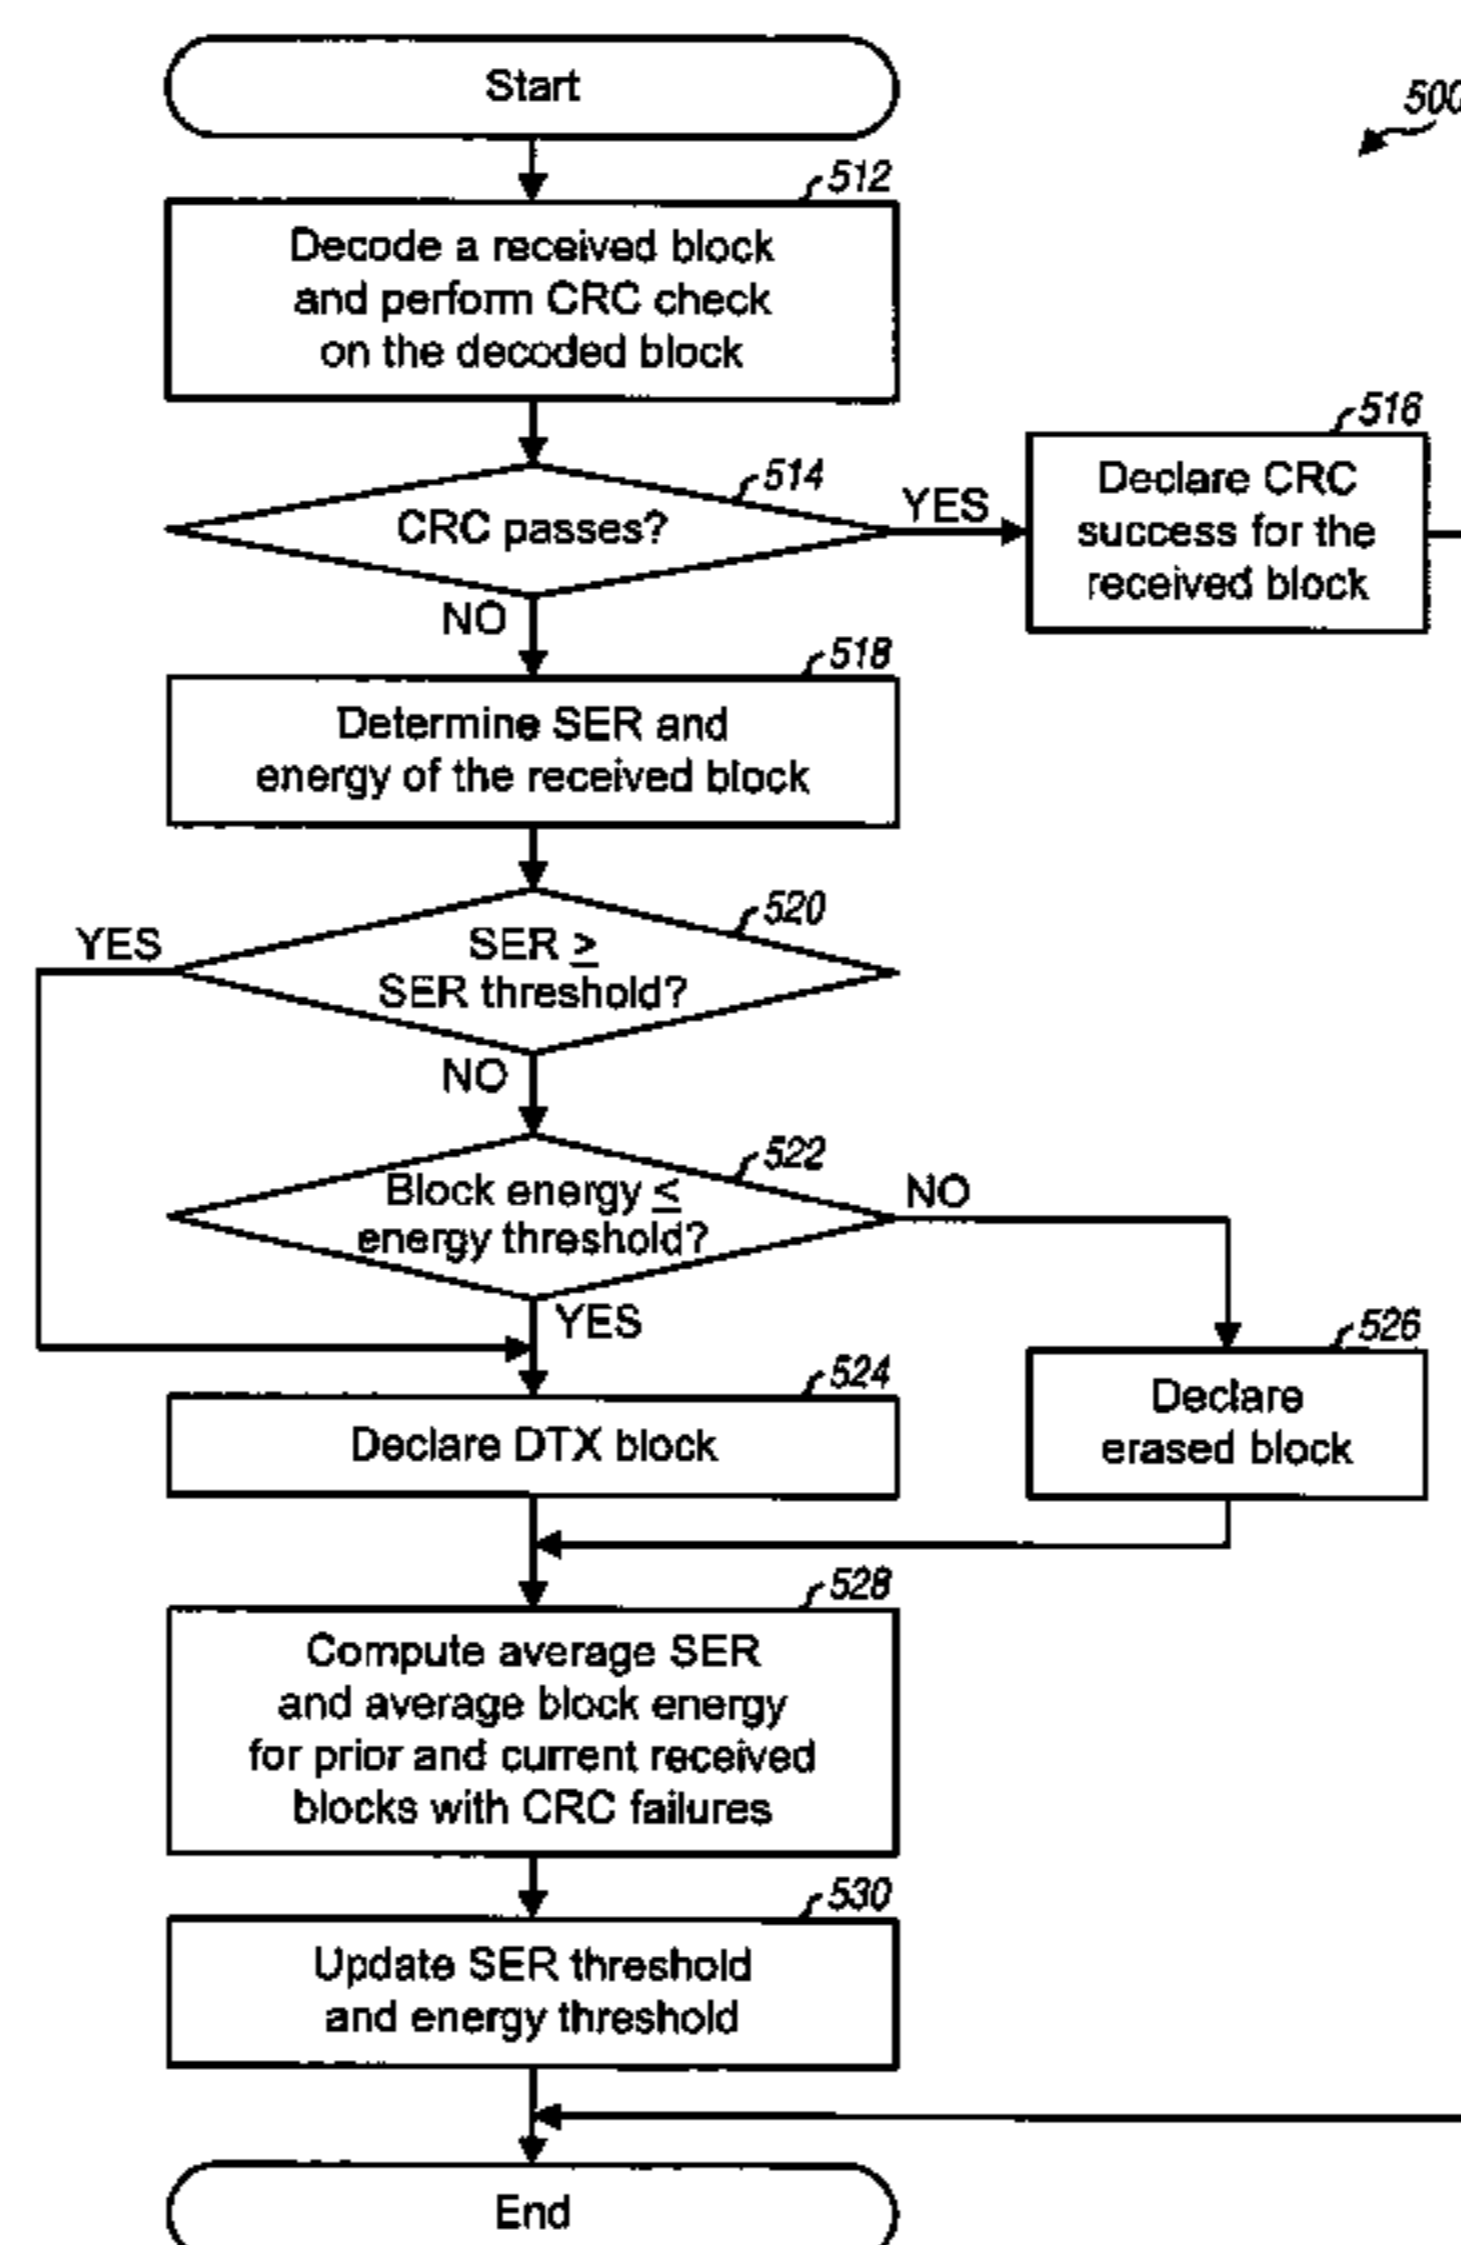 Start
500
512
Decode a received block
and perform CRC check
on the decoded block
514
CRC passes?
YES
NO
516
Declare CRC
success for the
received block
518
Determine SER and
energy of the received block
520
SER ≥
SER threshold?
YES
NO
522
Block energy ≤
energy threshold?
NO
YES
524
Declare DTX block
526
Declare
erased block
528
Compute average SER
and average block energy
for prior and current received
blocks with CRC failures
530
Update SER threshold
and energy threshold
End